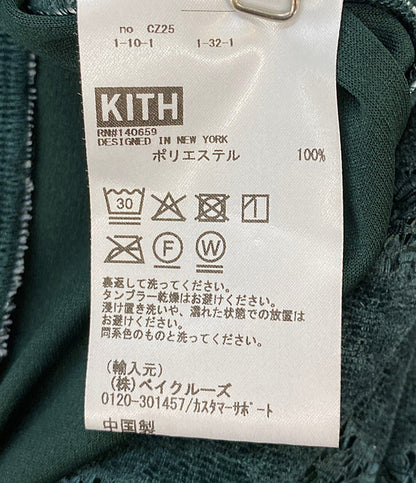 no CZ25
1-10-1 1-32-1
KITH
RN#140659
DESIGNED IN NEW YORK
ポリエステル 100%
30
F W
裏返して洗ってください。
タンブラー乾燥はお避けください。
浸け置き洗いや、濡れた状態での放置は
お避けください。
同系色のものと洗ってください。
(輸入元)
(株)ベイクルーズ
0120-301457/カスタマーサポート
中国製